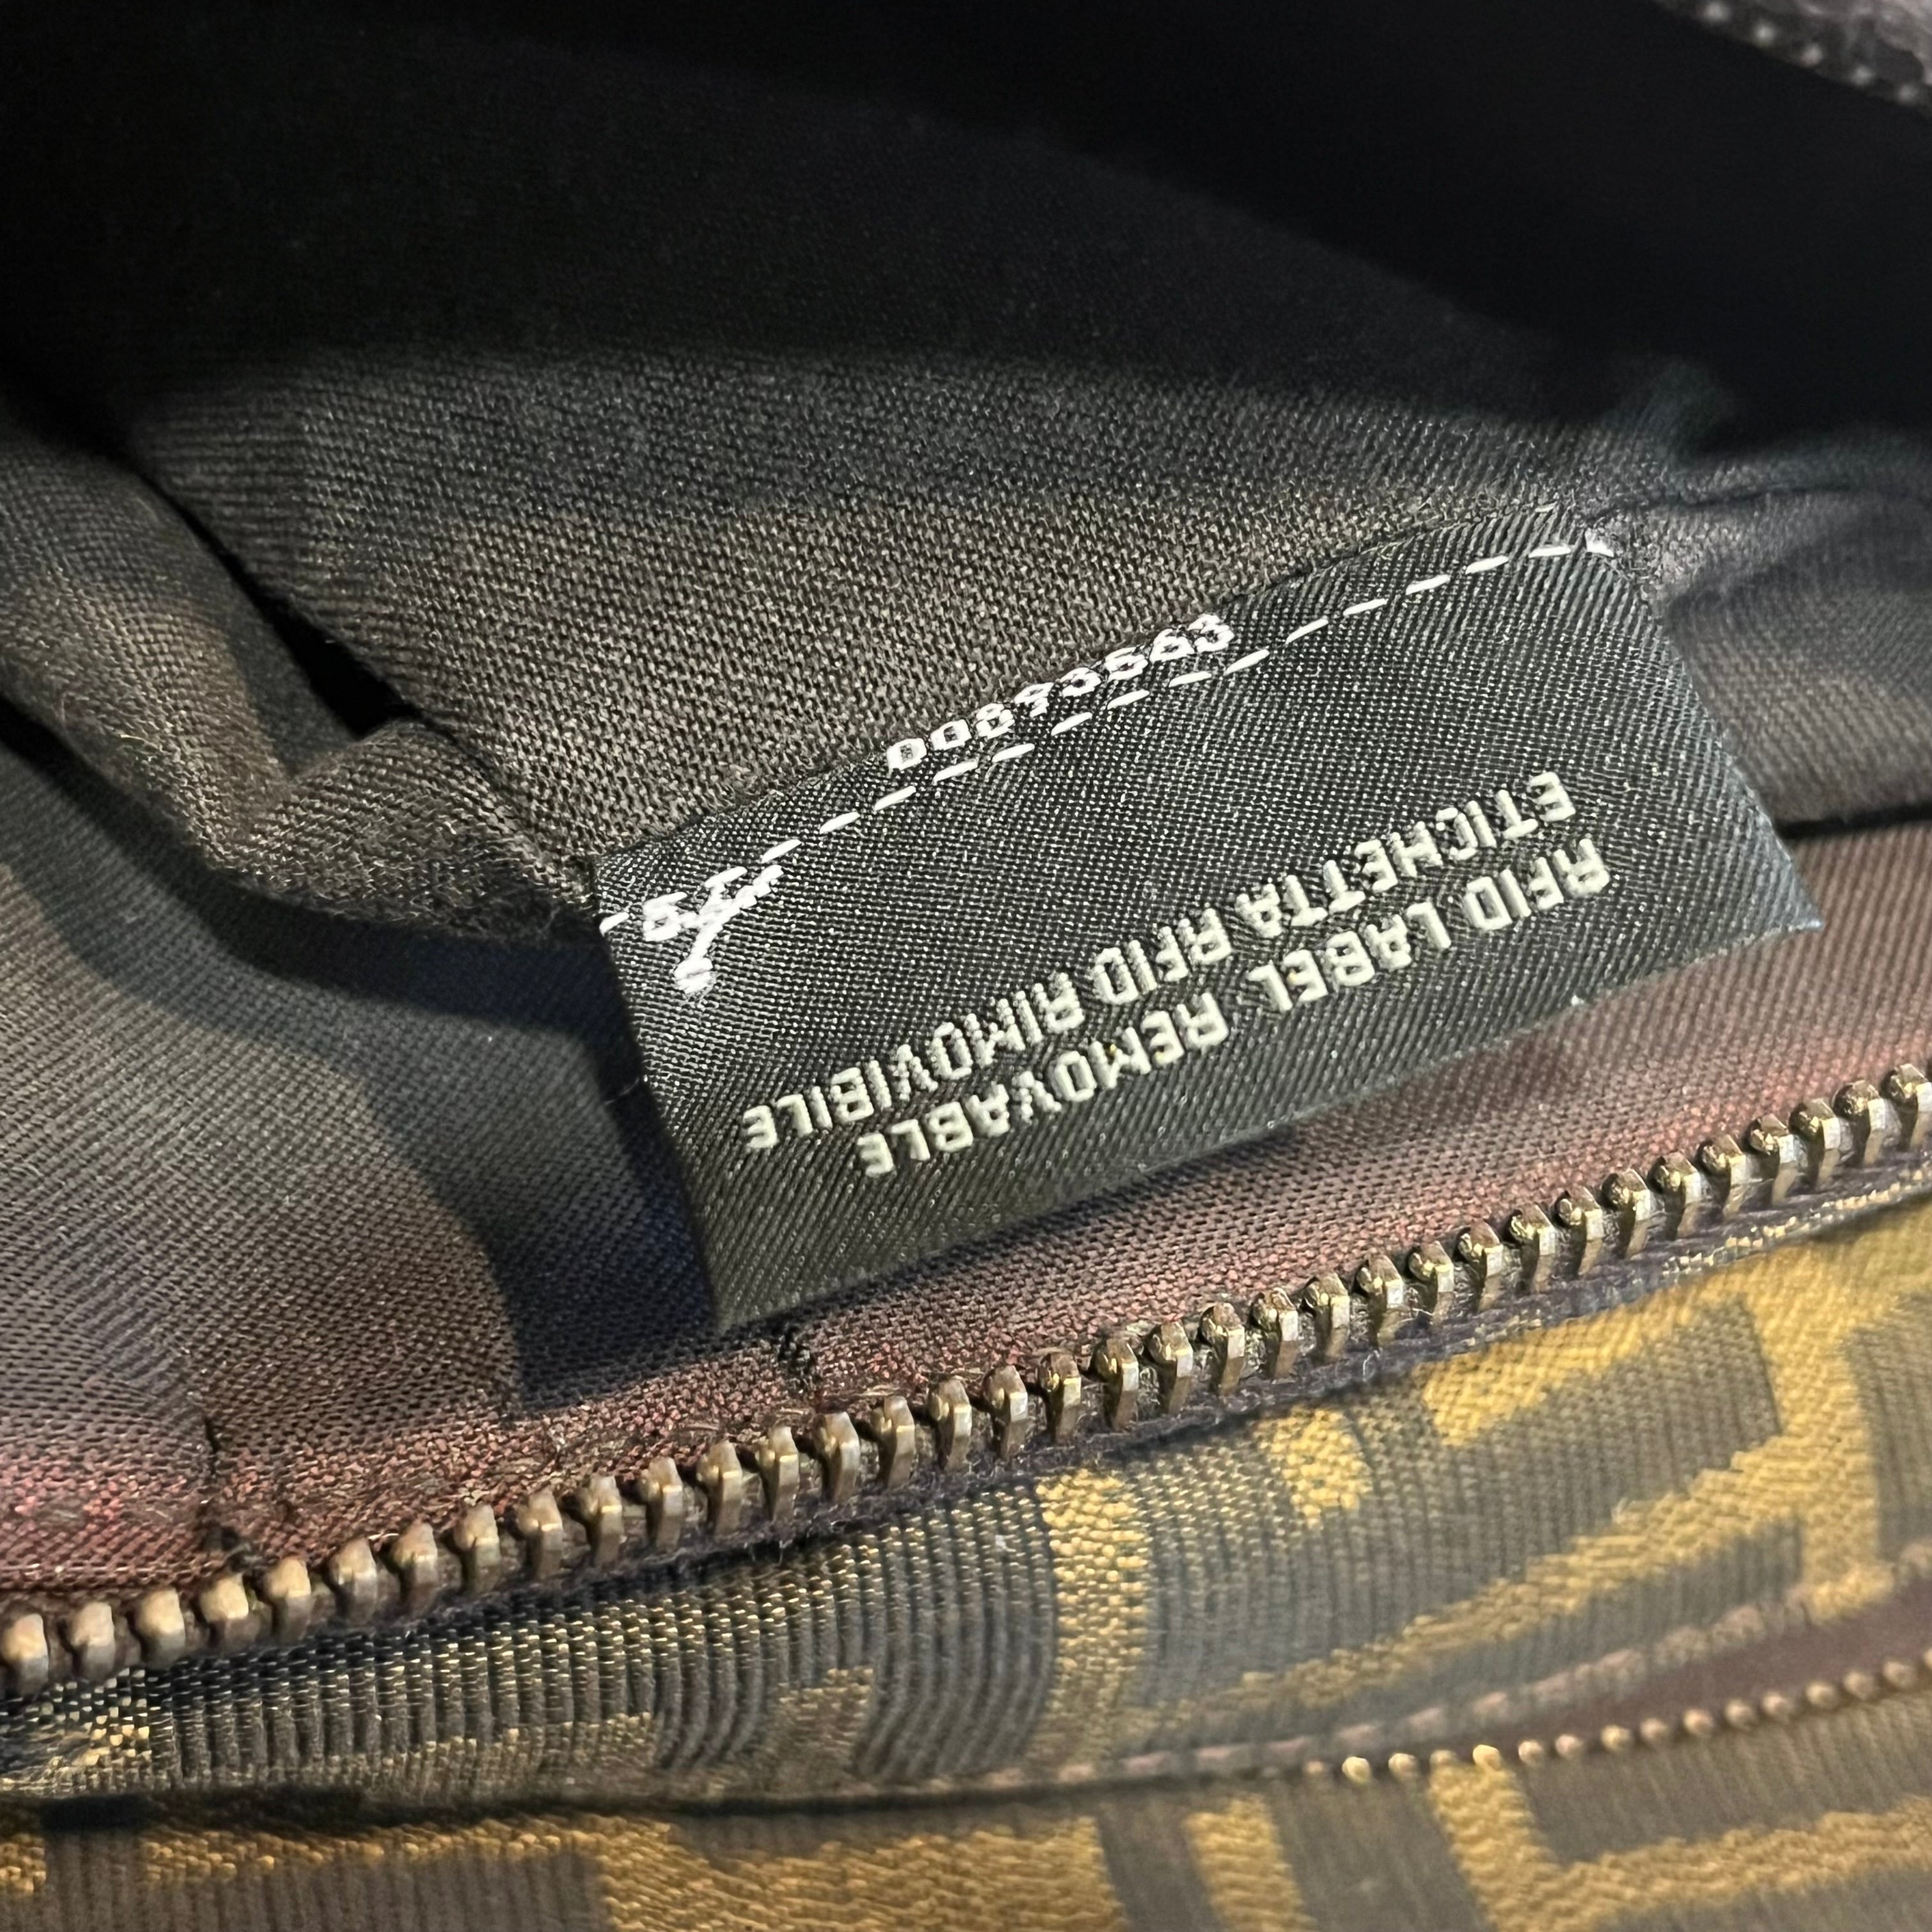 00893563
RFID LABEL REMOVABLE
ETICHETTA RFID RIMOVIBILE